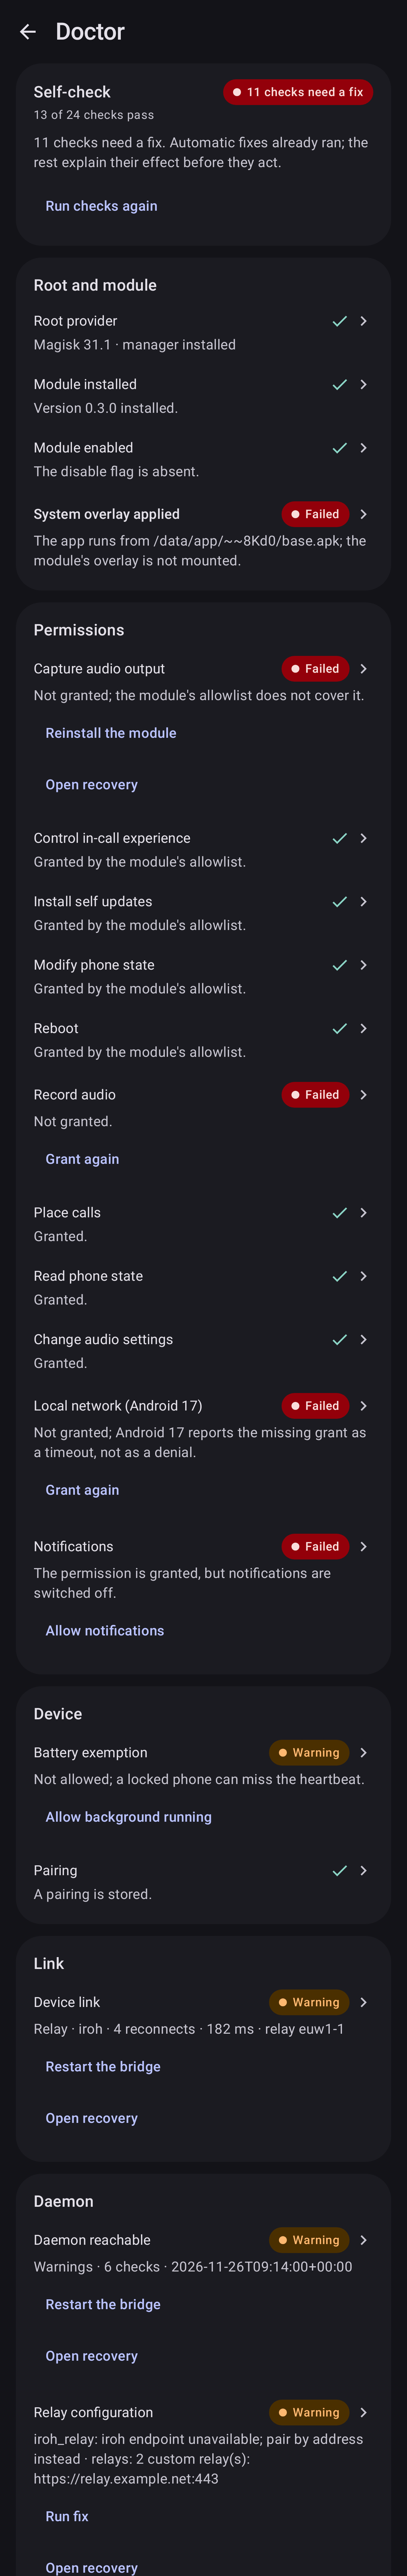 Doctor
Self-check
11 checks need a fix
13 of 24 checks pass
11 checks need a fix. Automatic fixes already ran; the
rest explain their effect before they act.
Run checks again
Root and module
Root provider
Magisk 31.1 · manager installed
Module installed
Version 0.3.0 installed.
Module enabled
The disable flag is absent.
System overlay applied
Failed
The app runs from /data/app/~~8Kd0/base.apk; the
module's overlay is not mounted.
Permissions
Capture audio output
Failed
Not granted; the module's allowlist does not cover it.
Reinstall the module
Open recovery
Control in-call experience
Granted by the module's allowlist.
Install self updates
Granted by the module's allowlist.
Modify phone state
Granted by the module's allowlist.
Reboot
Granted by the module's allowlist.
Record audio
Failed
Not granted.
Grant again
Place calls
Granted.
Read phone state
Granted.
Change audio settings
Granted.
Local network (Android 17)
Failed
Not granted; Android 17 reports the missing grant as
a timeout, not as a denial.
Grant again
Notifications
Failed
The permission is granted, but notifications are
switched off.
Allow notifications
Device
Battery exemption
Warning
Not allowed; a locked phone can miss the heartbeat.
Allow background running
Pairing
A pairing is stored.
Link
Device link
Warning
Relay · iroh · 4 reconnects · 182 ms · relay euw1-1
Restart the bridge
Open recovery
Daemon
Daemon reachable
Warning
Warnings · 6 checks · 2026-11-26T09:14:00+00:00
Restart the bridge
Open recovery
Relay configuration
Warning
iroh_relay: iroh endpoint unavailable; pair by address
instead · relays: 2 custom relay(s):
https://relay.example.net:443
Run fix
Open recovery